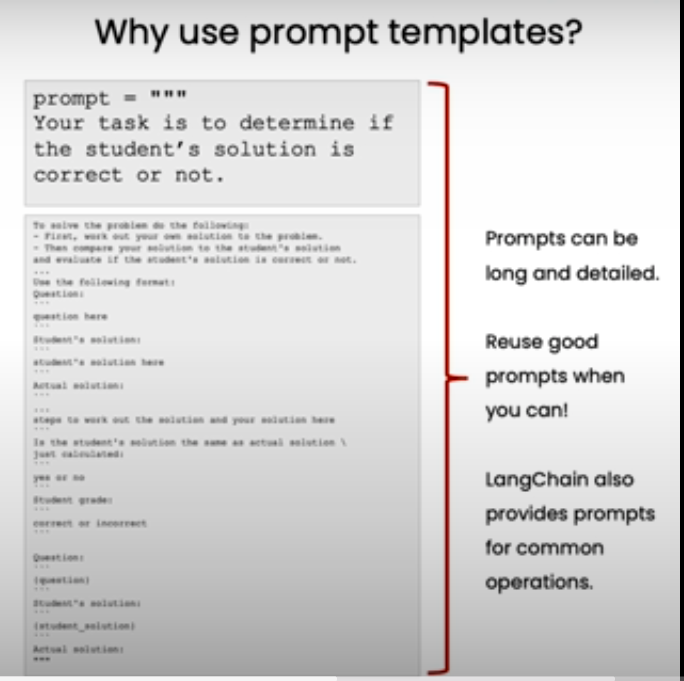 Why use prompt templates?
prompt = """
Your task is to determine if
the student's solution is
correct or not.
To solve the problem do the following:
- First, work out your own solution to the problem.
- Then compare your solution to the student's solution
and evaluate if the student's solution is correct or not.
...
Use the following format:
Question:
```
question here
```
Student's solution:
```
student's solution here
```
Actual solution:
```
...
steps to work out the solution and your solution here
```
Is the student's solution the same as actual solution \
just calculated:
```
yes or no
```
Student grade:
```
correct or incorrect
```
Question:
```
{question}
```
Student's solution:
```
{student_solution}
```
Actual solution:
"""
Prompts can be
long and detailed.
Reuse good
prompts when
you can!
LangChain also
provides prompts
for common
operations.